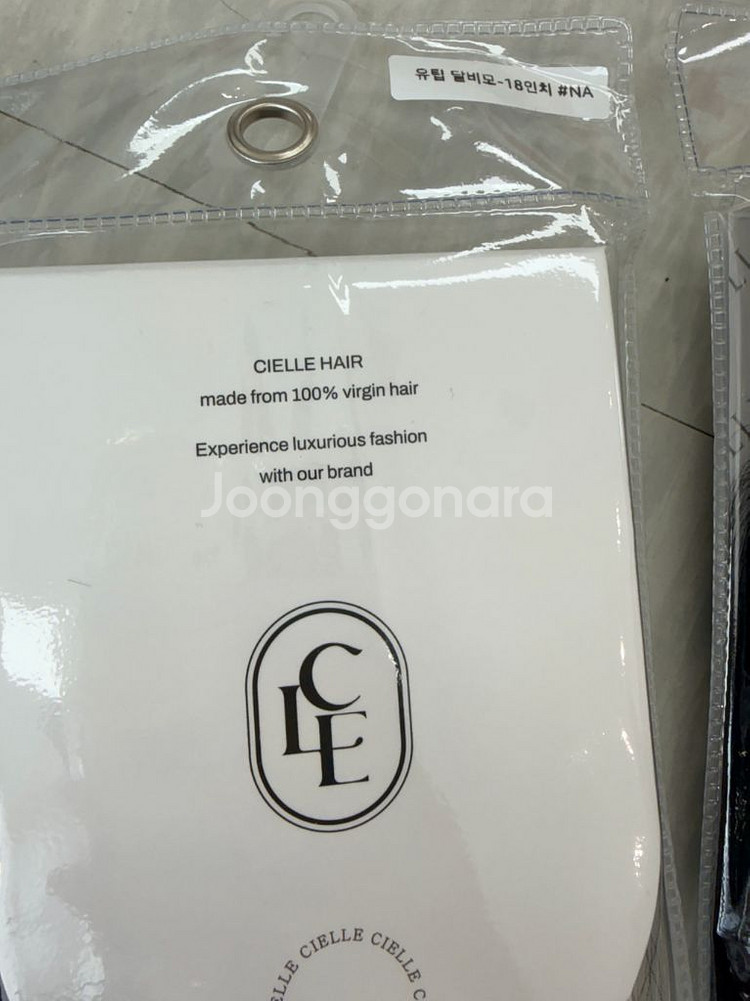 유팁 달비모-18인치 #NA
CIELLE HAIR
made from 100% virgin hair
Experience luxurious fashion
with our brand
Joonggonara
C
L
E
ELLE CIELLE CIELLE C